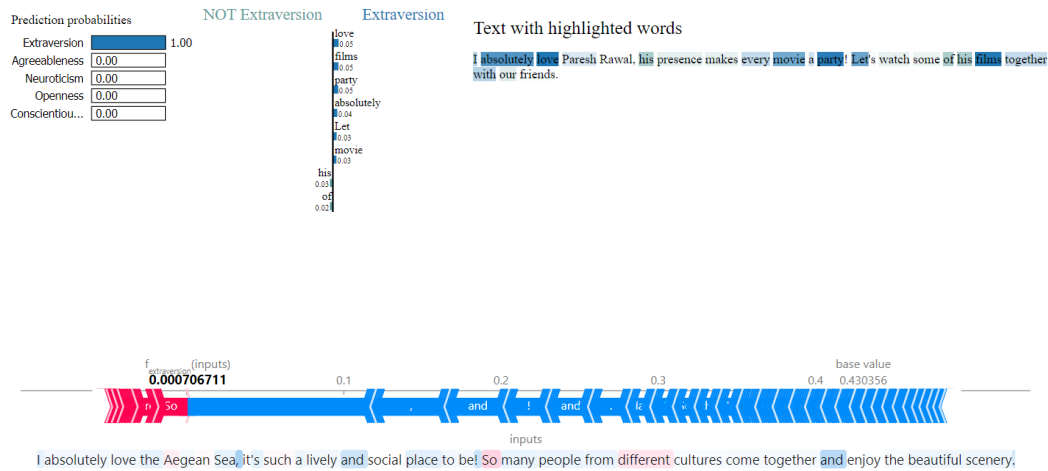 Prediction probabilities
Extraversion 1.00
Agreeableness 0.00
Neuroticism 0.00
Openness 0.00
Conscientiou... 0.00
NOT Extraversion Extraversion
love
0.05
films
0.05
party
0.05
absolutely
0.04
Let
0.03
movie
0.03
his
0.03
of
0.02
Text with highlighted words
I absolutely love Paresh Rawal, his presence makes every movie a party! Let's watch some of his films together
with our friends.
f extraversion (inputs) base value
0.000706711 0.1 0.2 0.3 0.4 0.430356
So , and ! and .
inputs
I absolutely love the Aegean Sea, it's such a lively and social place to be! So many people from different cultures come together and enjoy the beautiful scenery.